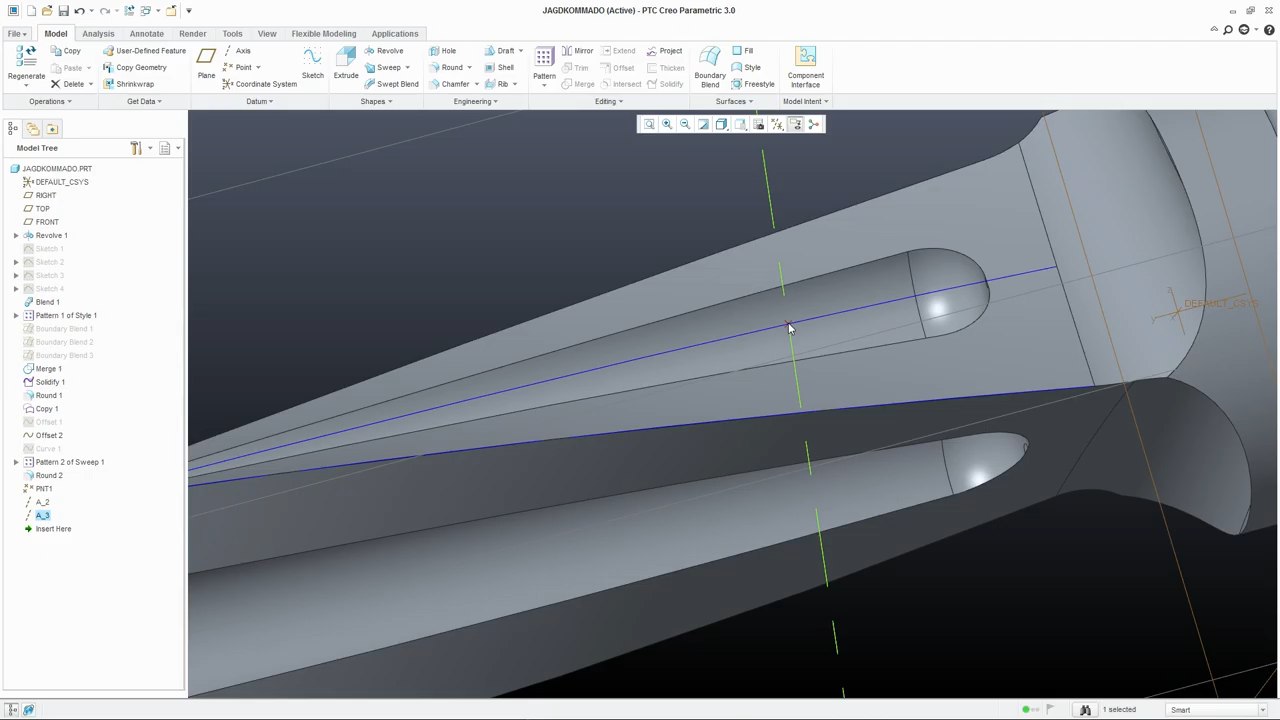 JAGDKOMMADO (Active) - PTC Creo Parametric 3.0
File Model Analysis Annotate Render Tools View Flexible Modeling Applications
Regenerate
Copy
Paste
Delete
Operations
User-Defined Feature
Copy Geometry
Shrinkwrap
Get Data
Plane
Axis
Point
Coordinate System
Sketch
Datum
Extrude
Revolve
Sweep
Swept Blend
Shapes
Hole
Round
Chamfer
Draft
Shell
Rib
Engineering
Pattern
Mirror
Trim
Merge
Extend
Offset
Intersect
Project
Thicken
Solidify
Editing
Boundary
Blend
Fill
Style
Freestyle
Surfaces
Component
Interface
Model Intent
Model Tree
JAGDKOMMADO.PRT
DEFAULT_CSYS
RIGHT
TOP
FRONT
Revolve 1
Sketch 1
Sketch 2
Sketch 3
Sketch 4
Blend 1
Pattern 1 of Style 1
Boundary Blend 1
Boundary Blend 2
Boundary Blend 3
Merge 1
Solidify 1
Round 1
Copy 1
Offset 1
Offset 2
Curve 1
Pattern 2 of Sweep 1
Round 2
PNT1
A_2
A_3
Insert Here
z
y
DEFAULT_CSYS
1 selected
Smart